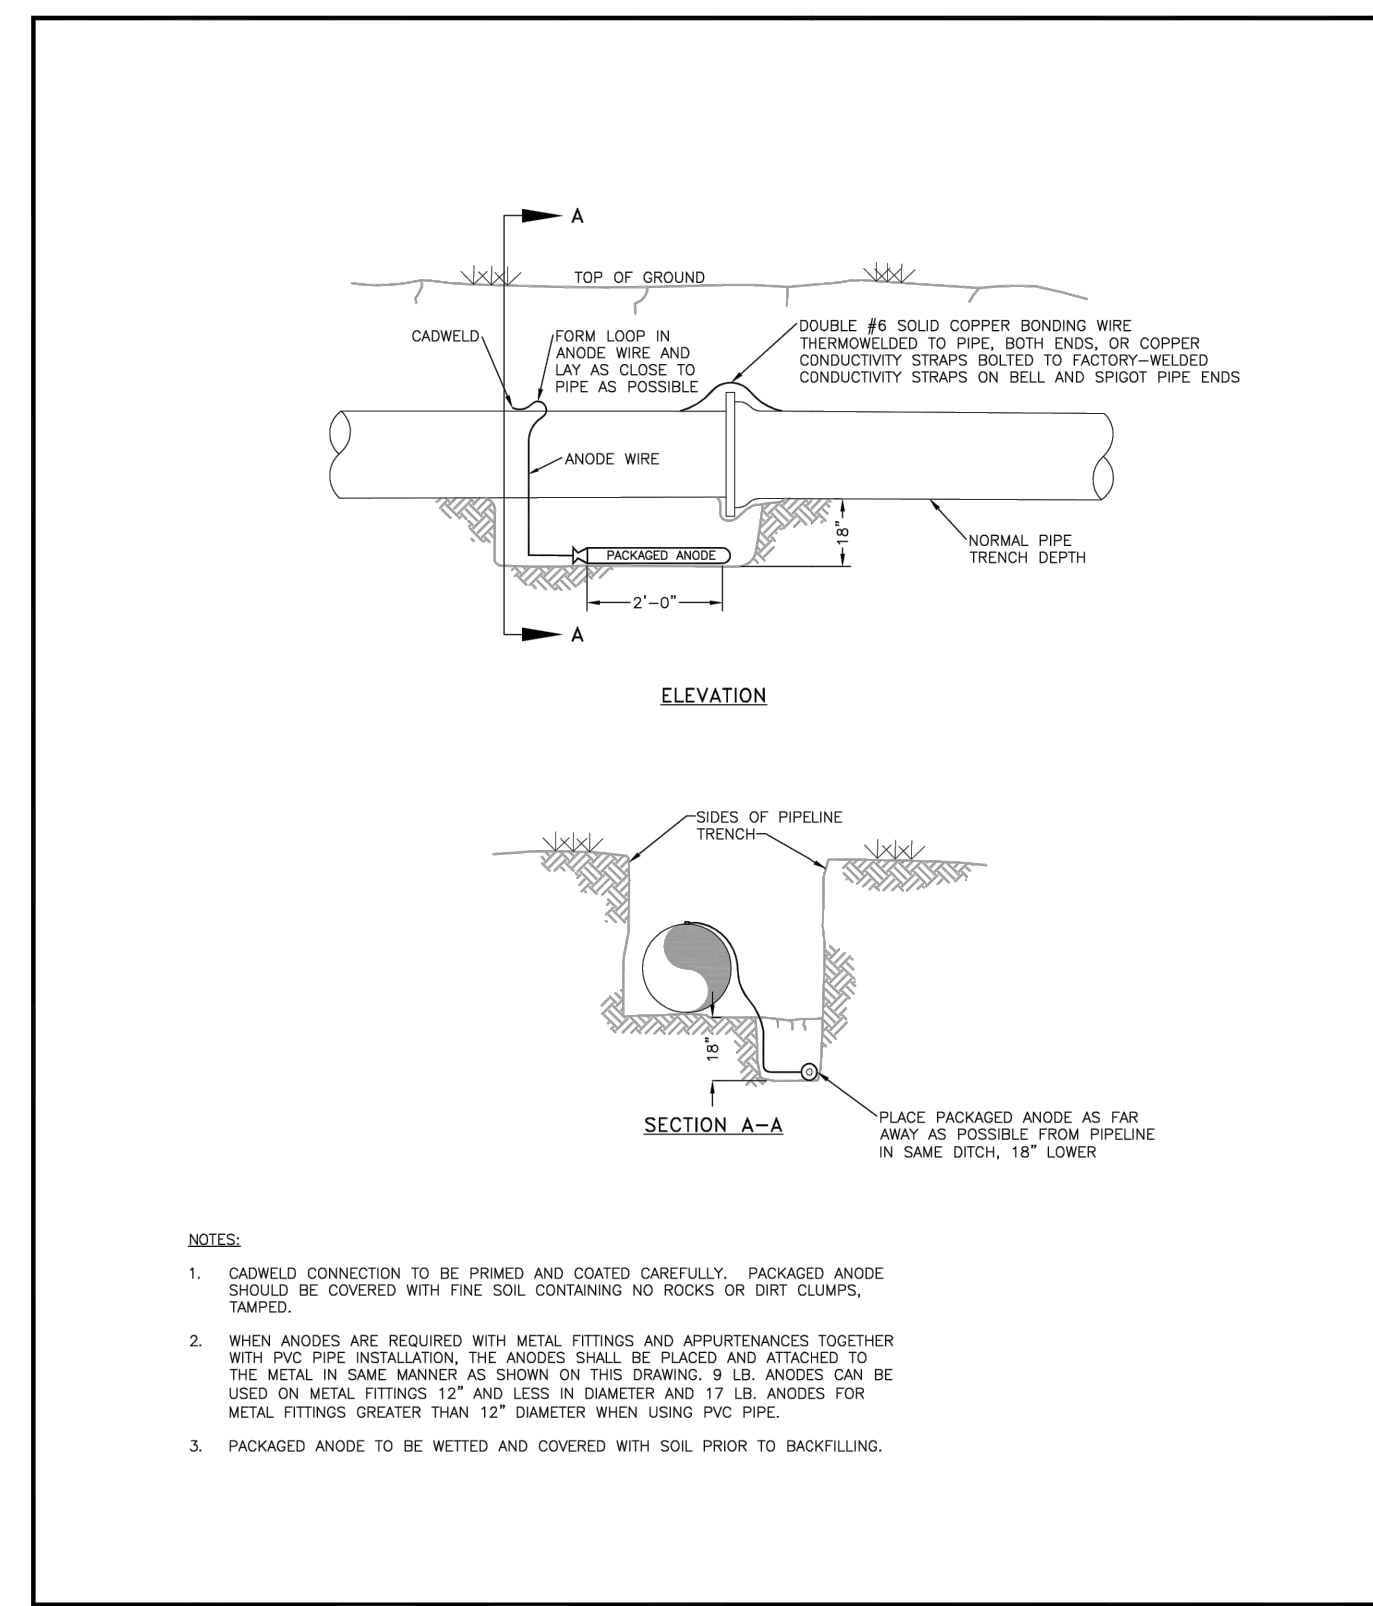 A
TOP OF GROUND
CADWELD
FORM LOOP IN
ANODE WIRE AND
LAY AS CLOSE TO
PIPE AS POSSIBLE
DOUBLE #6 SOLID COPPER BONDING WIRE
THERMOWELDED TO PIPE, BOTH ENDS, OR COPPER
CONDUCTIVITY STRAPS BOLTED TO FACTORY-WELDED
CONDUCTIVITY STRAPS ON BELL AND SPIGOT PIPE ENDS
ANODE WIRE
18"
NORMAL PIPE
TRENCH DEPTH
PACKAGED ANODE
2'-0"
A
ELEVATION
SIDES OF PIPELINE
TRENCH
18"
SECTION A-A
PLACE PACKAGED ANODE AS FAR
AWAY AS POSSIBLE FROM PIPELINE
IN SAME DITCH, 18" LOWER
NOTES:
1. CADWELD CONNECTION TO BE PRIMED AND COATED CAREFULLY. PACKAGED ANODE
SHOULD BE COVERED WITH FINE SOIL CONTAINING NO ROCKS OR DIRT CLUMPS,
TAMPED.
2. WHEN ANODES ARE REQUIRED WITH METAL FITTINGS AND APPURTENANCES TOGETHER
WITH PVC PIPE INSTALLATION, THE ANODES SHALL BE PLACED AND ATTACHED TO
THE METAL IN SAME MANNER AS SHOWN ON THIS DRAWING. 9 LB. ANODES CAN BE
USED ON METAL FITTINGS 12" AND LESS IN DIAMETER AND 17 LB. ANODES FOR
METAL FITTINGS GREATER THAN 12" DIAMETER WHEN USING PVC PIPE.
3. PACKAGED ANODE TO BE WETTED AND COVERED WITH SOIL PRIOR TO BACKFILLING.